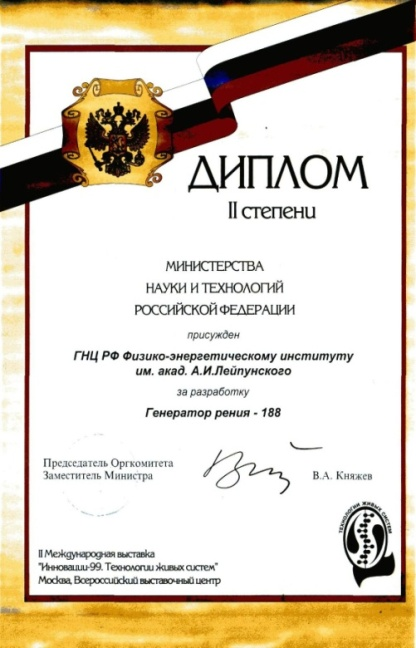 ДИПЛОМ
II степени
МИНИСТЕРСТВА
НАУКИ И ТЕХНОЛОГИЙ
РОССИЙСКОЙ ФЕДЕРАЦИИ
присужден
ГНЦ РФ Физико-энергетическому институту
им. акад. А.И.Лейпунского
за разработку
Генератор рения - 188
Председатель Оргкомитета
Заместитель Министра
В.А. Княжев
ТЕХНОЛОГИИ ЖИВЫХ СИСТЕМ
II Международная выставка
"Инновации-99. Технологии живых систем"
Москва, Всероссийский выставочный центр